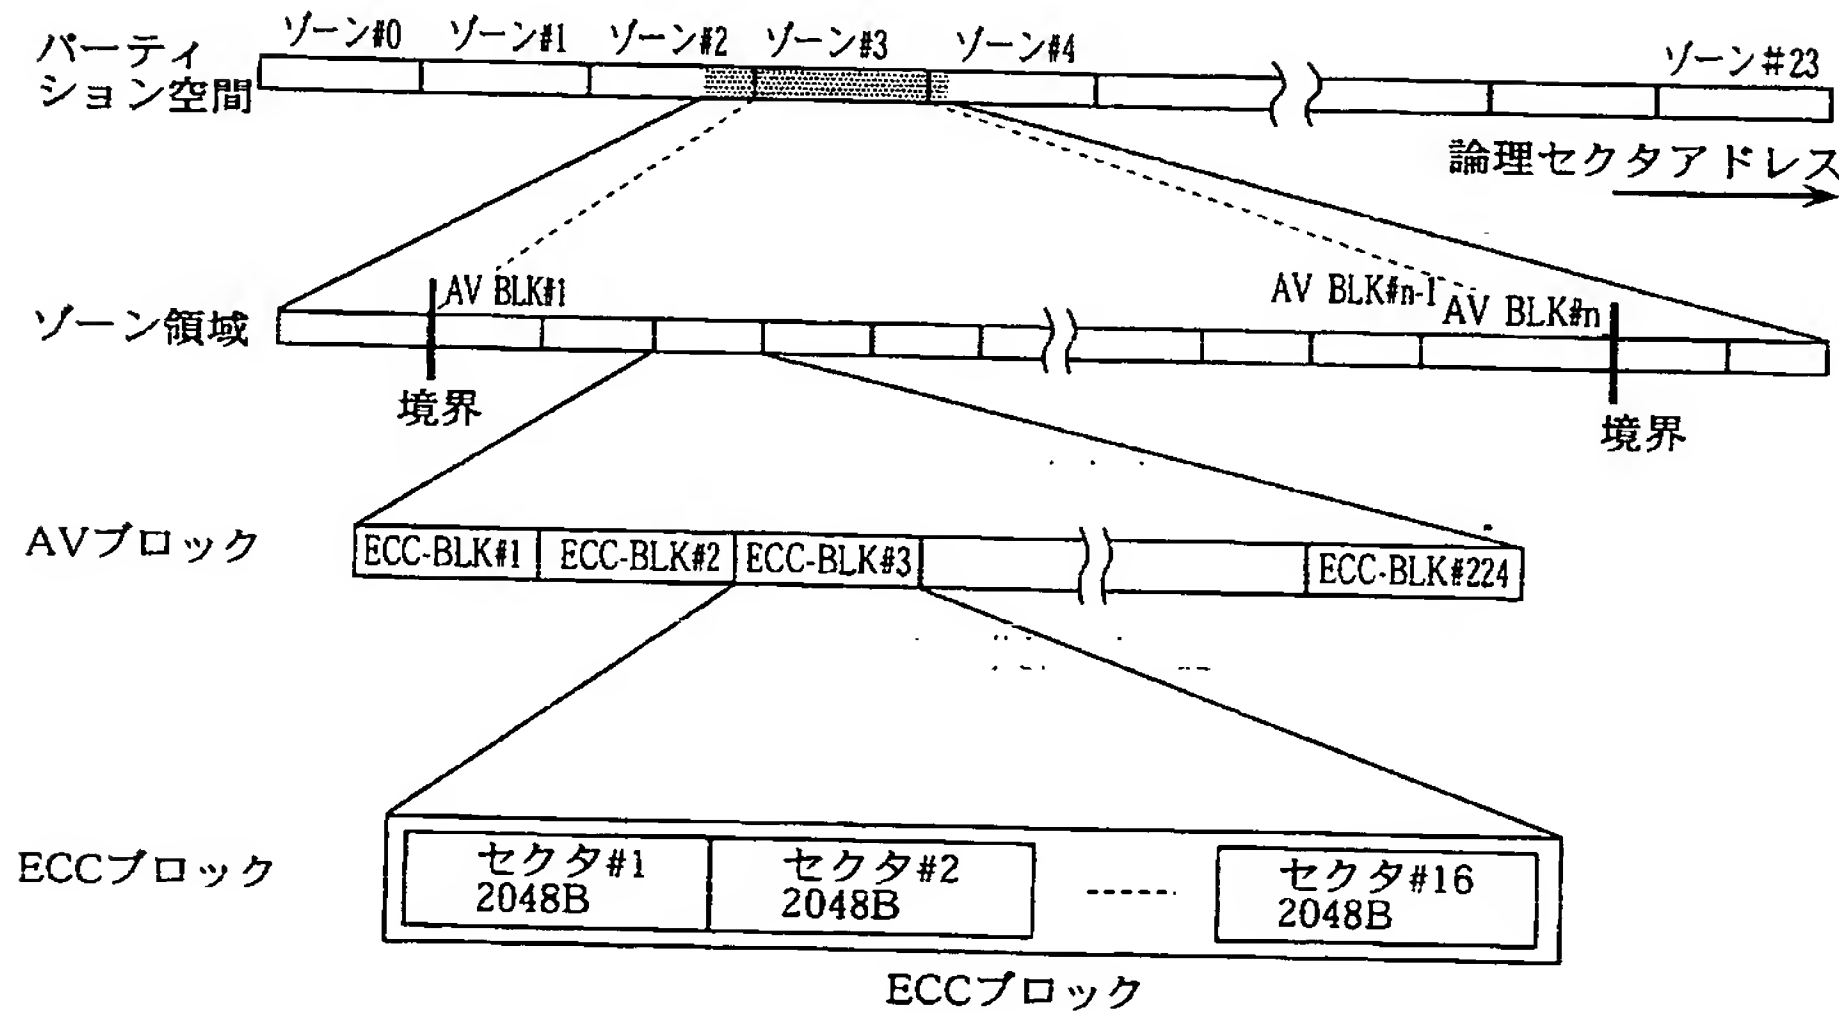 パーティ
ション空間
ゾーン#0
ゾーン#1
ゾーン#2
ゾーン#3
ゾーン#4
ゾーン#23
論理セクタアドレス
ゾーン領域
AV BLK#1
AV BLK#n-1
AV BLK#n
境界
境界
AVブロック
ECC-BLK#1
ECC-BLK#2
ECC-BLK#3
ECC-BLK#224
ECCブロック
セクタ#1
2048B
セクタ#2
2048B
セクタ#16
2048B
ECCブロック